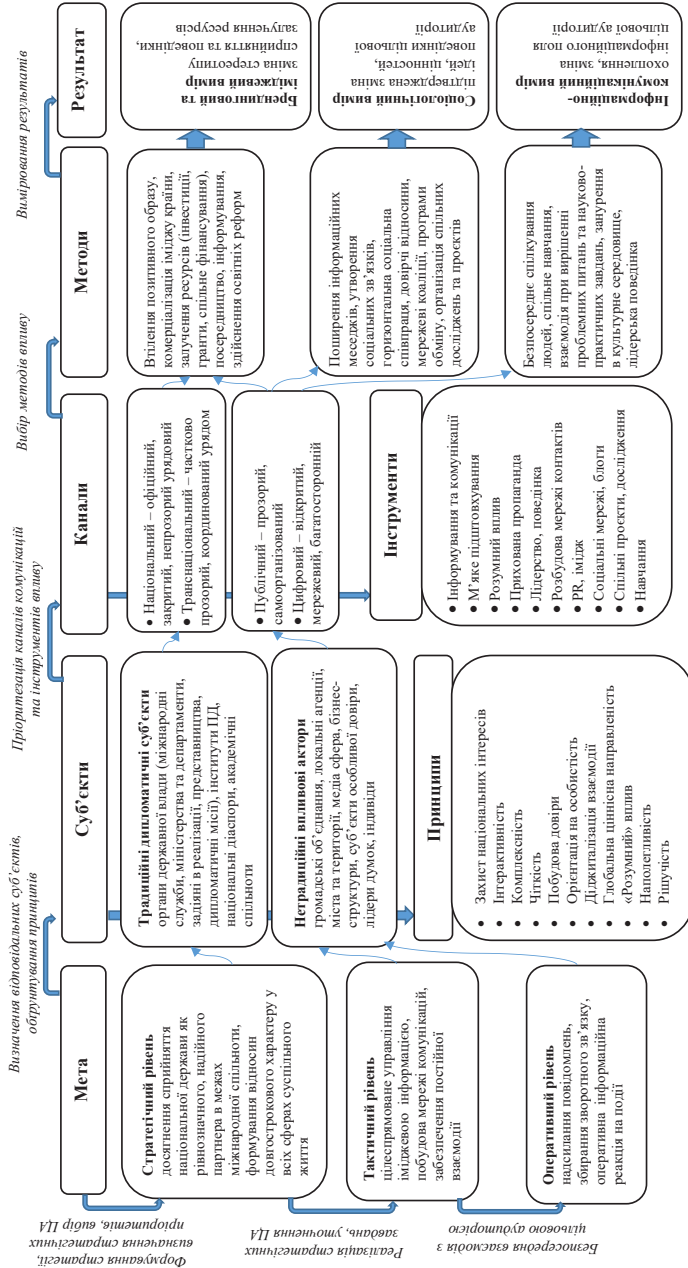 Визначення відповідальних суб'єктів,
обґрунтування принципів
Пріоритезація каналів комунікацій
та інструментів впливу
Вибір методів впливу
Вимірювання результатів
Мета
Суб'єкти
Канали
Методи
Результат
Формування стратегії,
визначення стратегічних
пріоритетів, вибір ЦА
Реалізація стратегічних
завдань, уточнення ЦА
Безпосередня взаємодія з
цільовою аудиторією
Стратегічний рівень
досягнення сприйняття
національної держави як
рівнозначного, надійного
партнера в межах
міжнародної спільноти,
формування відносин
довгострокового характеру у
всіх сферах суспільного
життя
Тактичний рівень
цілеспрямоване управління
іміджевою інформацією,
побудова мережі комунікацій,
забезпечення постійної
взаємодії
Оперативний рівень
надсилання повідомлень,
збирання зворотного зв'язку,
оперативна інформаційна
реакція на події
Традиційні дипломатичні суб'єкти
органи державної влади (міжнародні
служби, міністерства та департаменти,
задіяні в реалізації, представництва,
дипломатичні місії), інститути ПД,
національні діаспори, академічні
спільноти
Нетрадиційні впливові актори
громадські об'єднання, локальні агенції,
міста та території, медіа сфера, бізнес-
структури, суб'єкти особливої довіри,
лідери думок, індивіди
Принципи
• Захист національних інтересів
• Інтерактивність
• Комплексність
• Чіткість
• Побудова довіри
• Орієнтація на особистість
• Діджиталізація взаємодії
• Глобальна ціннісна направленість
• «Розумний» вплив
• Наполегливість
• Рішучість
• Національний – офіційний,
закритий, непрозорий урядовий
• Транснаціональний – частково
прозорий, координований урядом
• Публічний – прозорий,
самоорганізований
• Цифровий – відкритий,
мережевий, багатосторонній
Інструменти
• Інформування та комунікації
• М'яке підштовхування
• Розумний вплив
• Прихована пропаганда
• Лідерство, поведінка
• Розбудова мережі контактів
• PR, імідж
• Соціальні мережі, блоги
• Спільні проєкти, дослідження
• Навчання
Втілення позитивного образу,
комерціалізація іміджу країни,
залучення ресурсів (інвестиції,
гранти, спільне фінансування),
посередництво, інформування,
здійснення освітніх реформ
Поширення інформаційних
меседжів, утворення
соціальних зв'язків,
горизонтальна соціальна
співпраця, довірчі відносини,
мережеві коаліції, програми
обміну, організація спільних
досліджень та проєктів
Безпосереднє спілкування
людей, спільне навчання,
взаємодія при вирішенні
проблемних питань та науково-
практичних завдань, занурення
в культурне середовище,
лідерська поведінка
Брендинговий та
іміджевий вимір
зміна стереотипу
сприйняття та поведінки,
залучення ресурсів
Соціологічний вимір
підтверджена зміна
ідей, цінностей,
поведінки цільової
аудиторії
Інформаційно-
комунікаційний вимір
охоплення, зміна
інформаційного поля
цільової аудиторії